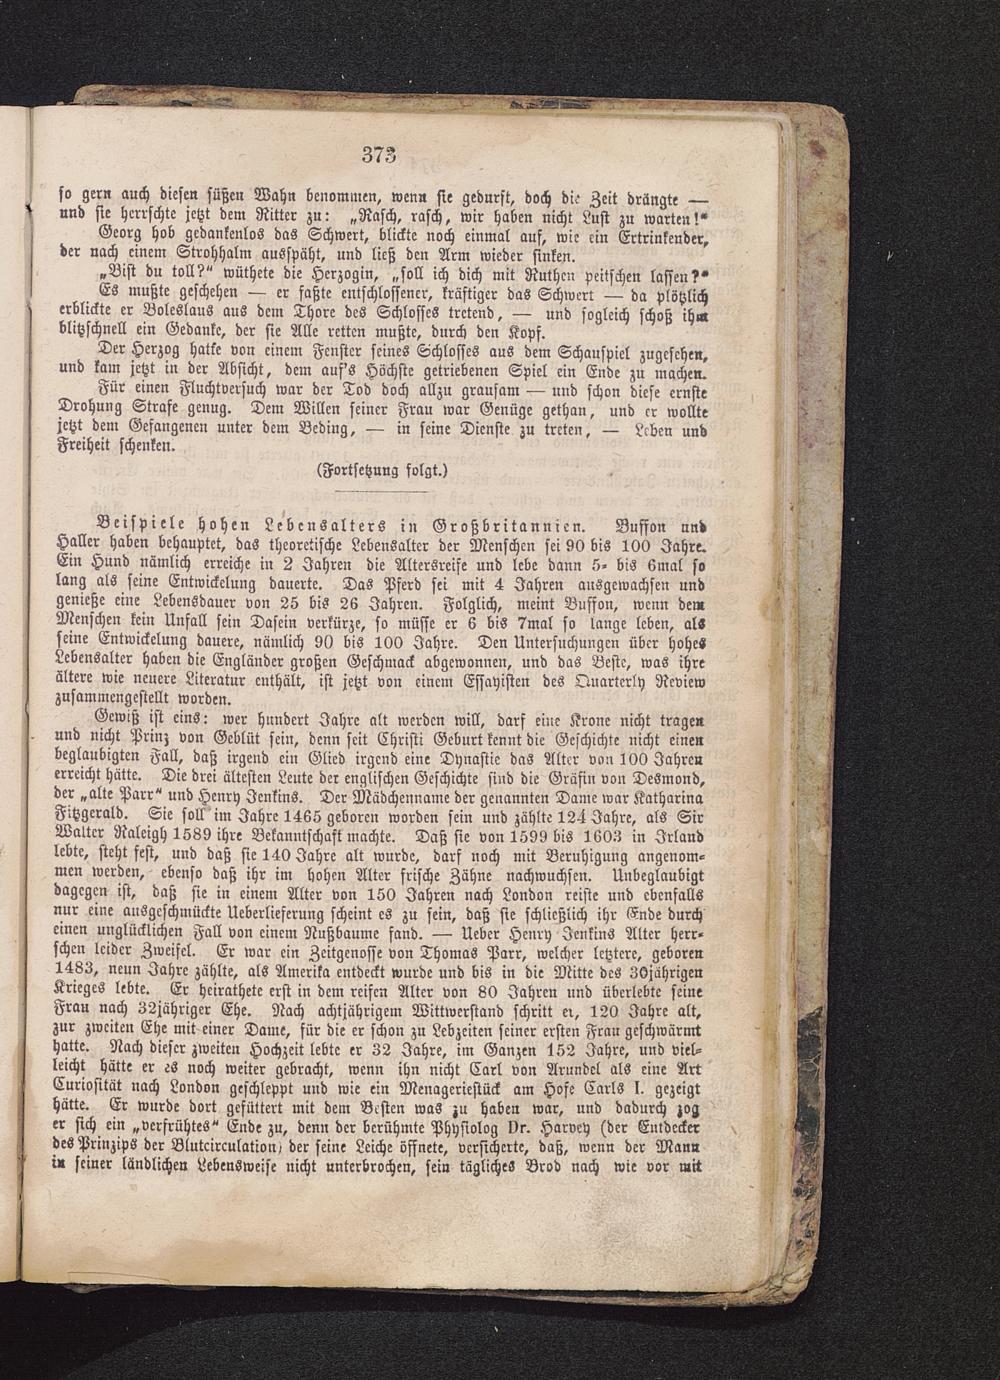 373
so gern auch diesen süßen Wahn benommen, wenn sie gedurft, doch die Zeit drängte —
und sie herrschte jetzt dem Ritter zu: „Rasch, rasch, wir haben nicht Lust zu warten!“
Georg hob gedankenlos das Schwert, blickte noch einmal auf, wie ein Ertrinkender,
der nach einem Strohhalm ausspäht, und ließ den Arm wieder sinken.
„Bist du toll?“ wüthete die Herzogin, „soll ich dich mit Ruthen peitschen lassen?“
Es mußte geschehen — er faßte entschlossener, kräftiger das Schwert — da plötzlich
erblickte er Boleslaus aus dem Thore des Schlosses tretend, — und sogleich schoß ihm
blitzschnell ein Gedanke, der sie Alle retten mußte, durch den Kopf.
Der Herzog hatte von einem Fenster seines Schlosses aus dem Schauspiel zugesehen,
und kam jetzt in der Absicht, dem auf's Höchste getriebenen Spiel ein Ende zu machen.
Für einen Fluchtversuch war der Tod doch allzu grausam — und schon diese ernste
Drohung Strafe genug. Dem Willen seiner Frau war Genüge gethan, und er wollte
jetzt dem Gefangenen unter dem Beding, — in seine Dienste zu treten, — Leben und
Freiheit schenken.
(Fortsetzung folgt.)
Beispiele hohen Lebensalters in Großbritannien. Buffon und
Haller haben behauptet, das theoretische Lebensalter der Menschen sei 90 bis 100 Jahre.
Ein Hund nämlich erreiche in 2 Jahren die Altersreife und lebe dann 5- bis 6mal so
lang als seine Entwickelung dauerte. Das Pferd sei mit 4 Jahren ausgewachsen und
genieße eine Lebensdauer von 25 bis 26 Jahren. Folglich, meint Buffon, wenn dem
Menschen kein Unfall sein Dasein verkürze, so müsse er 6 bis 7mal so lange leben, als
seine Entwickelung dauere, nämlich 90 bis 100 Jahre. Den Untersuchungen über hohes
Lebensalter haben die Engländer großen Geschmack abgewonnen, und das Beste, was ihre
ältere wie neuere Literatur enthält, ist jetzt von einem Essayisten des Quarterly Review
zusammengestellt worden.
Gewiß ist eins: wer hundert Jahre alt werden will, darf eine Krone nicht tragen
und nicht Prinz von Geblüt sein, denn seit Christi Geburt kennt die Geschichte nicht einen
beglaubigten Fall, daß irgend ein Glied irgend eine Dynastie das Alter von 100 Jahren
erreicht hätte. Die drei ältesten Leute der englischen Geschichte sind die Gräfin von Desmond,
der „alte Parr“ und Henry Jenkins. Der Mädchenname der genannten Dame war Katharina
Fitzgerald. Sie soll im Jahre 1465 geboren worden sein und zählte 124 Jahre, als Sir
Walter Raleigh 1589 ihre Bekanntschaft machte. Daß sie von 1599 bis 1603 in Irland
lebte, steht fest, und daß sie 140 Jahre alt wurde, darf noch mit Beruhigung angenom-
men werden, ebenso daß ihr im hohen Alter frische Zähne nachwuchsen. Unbeglaubigt
dagegen ist, daß sie in einem Alter von 150 Jahren nach London reiste und ebenfalls
nur eine ausgeschmückte Ueberlieferung scheint es zu sein, daß sie schließlich ihr Ende durch
einen unglücklichen Fall von einem Nußbaume fand. — Ueber Henry Jenkins Alter herr-
schen leider Zweifel. Er war ein Zeitgenosse von Thomas Parr, welcher letztere, geboren
1483, neun Jahre zählte, als Amerika entdeckt wurde und bis in die Mitte des 30jährigen
Krieges lebte. Er heirathete erst in dem reifen Alter von 80 Jahren und überlebte seine
Frau nach 32jähriger Ehe. Nach achtjährigem Wittwerstand schritt er, 120 Jahre alt,
zur zweiten Ehe mit einer Dame, für die er schon zu Lebzeiten seiner ersten Frau geschwärmt
hatte. Nach dieser zweiten Hochzeit lebte er 32 Jahre, im Ganzen 152 Jahre, und viel-
leicht hätte er es noch weiter gebracht, wenn ihn nicht Carl von Arundel als eine Art
Curiosität nach London geschleppt und wie ein Menageriestück am Hofe Carls I. gezeigt
hätte. Er wurde dort gefüttert mit dem Besten was zu haben war, und dadurch zog
er sich ein „verfrühtes“ Ende zu, denn der berühmte Physiolog Dr. Harvey (der Entdecker
des Prinzips der Blutcirculation) der seine Leiche öffnete, versicherte, daß, wenn der Mann
in seiner ländlichen Lebensweise nicht unterbrochen, sein tägliches Brod nach wie vor mit